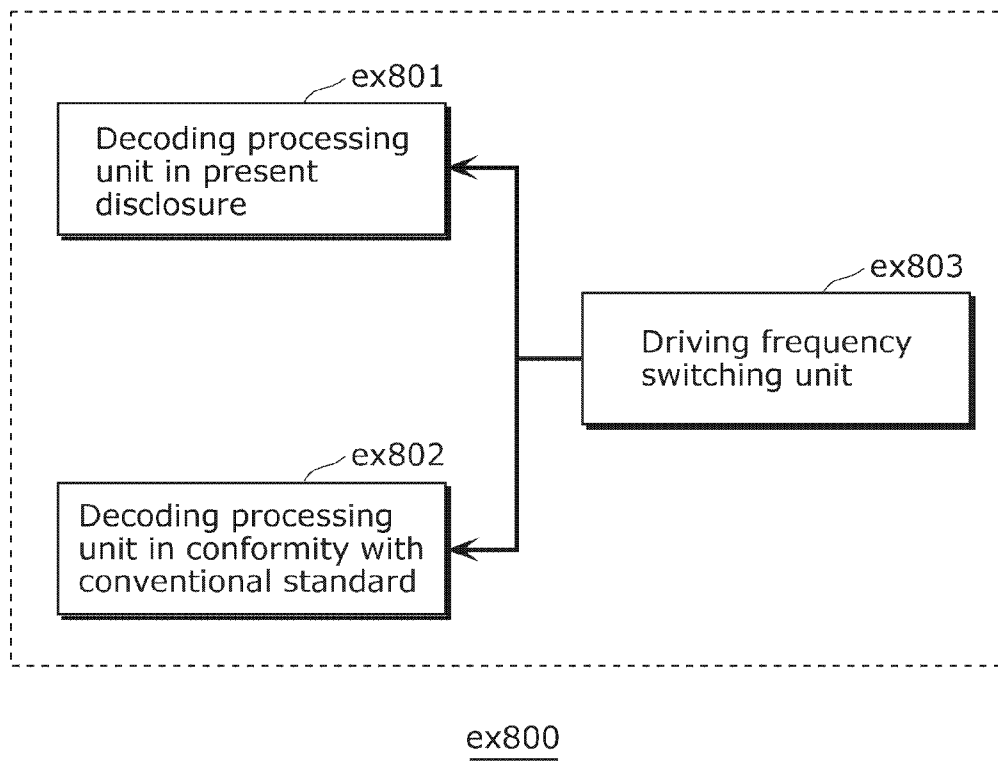 ex801
Decoding processing
unit in present
disclosure
ex803
Driving frequency
switching unit
ex802
Decoding processing
unit in conformity with
conventional standard
ex800